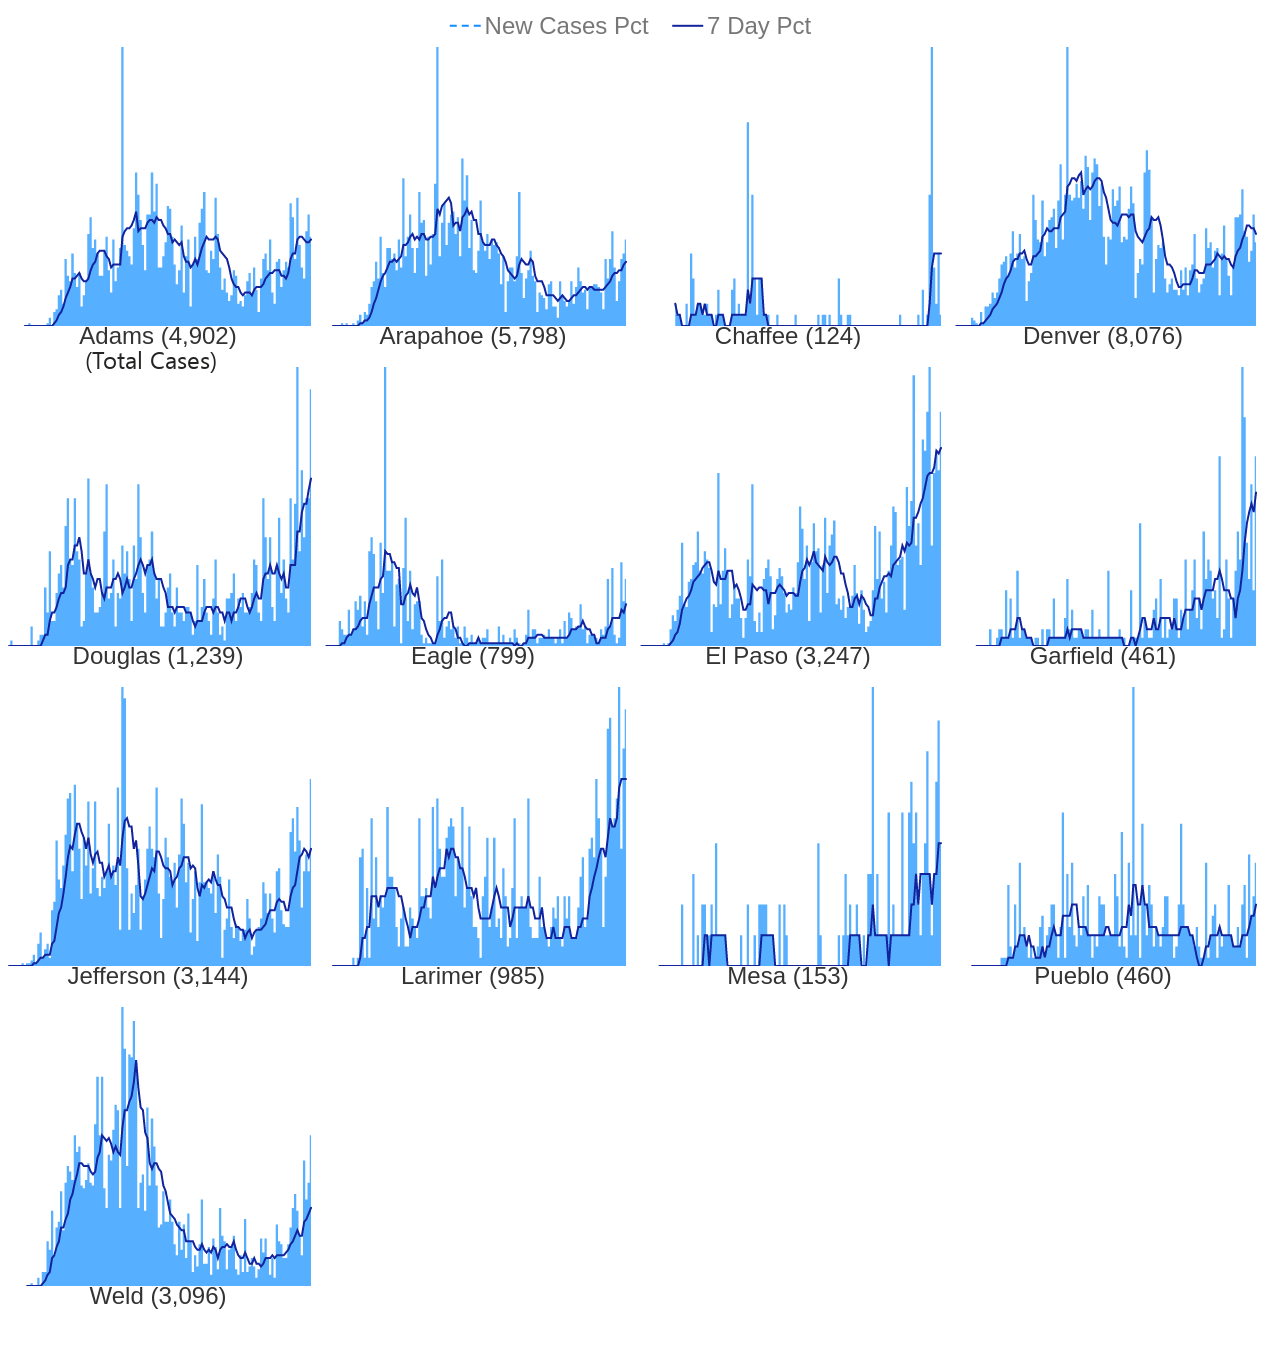 New Cases Pct 7 Day Pct
Adams (4,902) Arapahoe (5,798) Chaffee (124) Denver (8,076)
(Total Cases)
Douglas (1,239) Eagle (799) El Paso (3,247) Garfield (461)
Jefferson (3,144) Larimer (985) Mesa (153) Pueblo (460)
Weld (3,096)